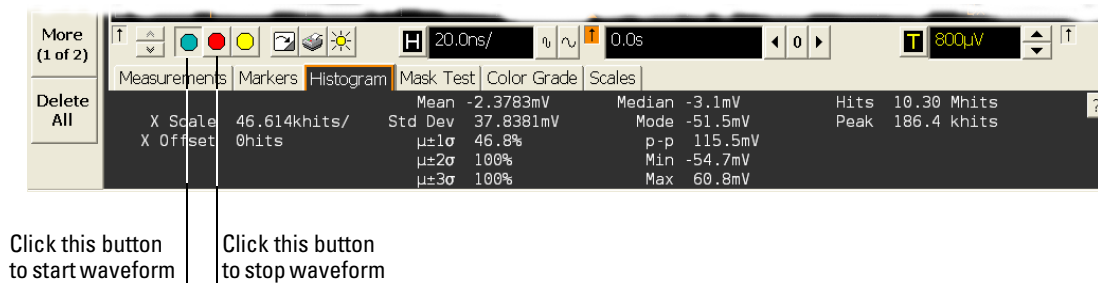 More
(1 of 2)
H 20.0ns/ 0.0s 0 T 800µV
Measurements Markers Histogram Mask Test Color Grade Scales
Delete
All
Mean -2.3783mV Median -3.1mV Hits 10.30 Mhits
X Scale 46.614khits/ Std Dev 37.8381mV Mode -51.5mV Peak 186.4 khits
X Offset 0hits µ±1σ 46.8% p-p 115.5mV
µ±2σ 100% Min -54.7mV
µ±3σ 100% Max 60.8mV
?
Click this button
to start waveform
Click this button
to stop waveform